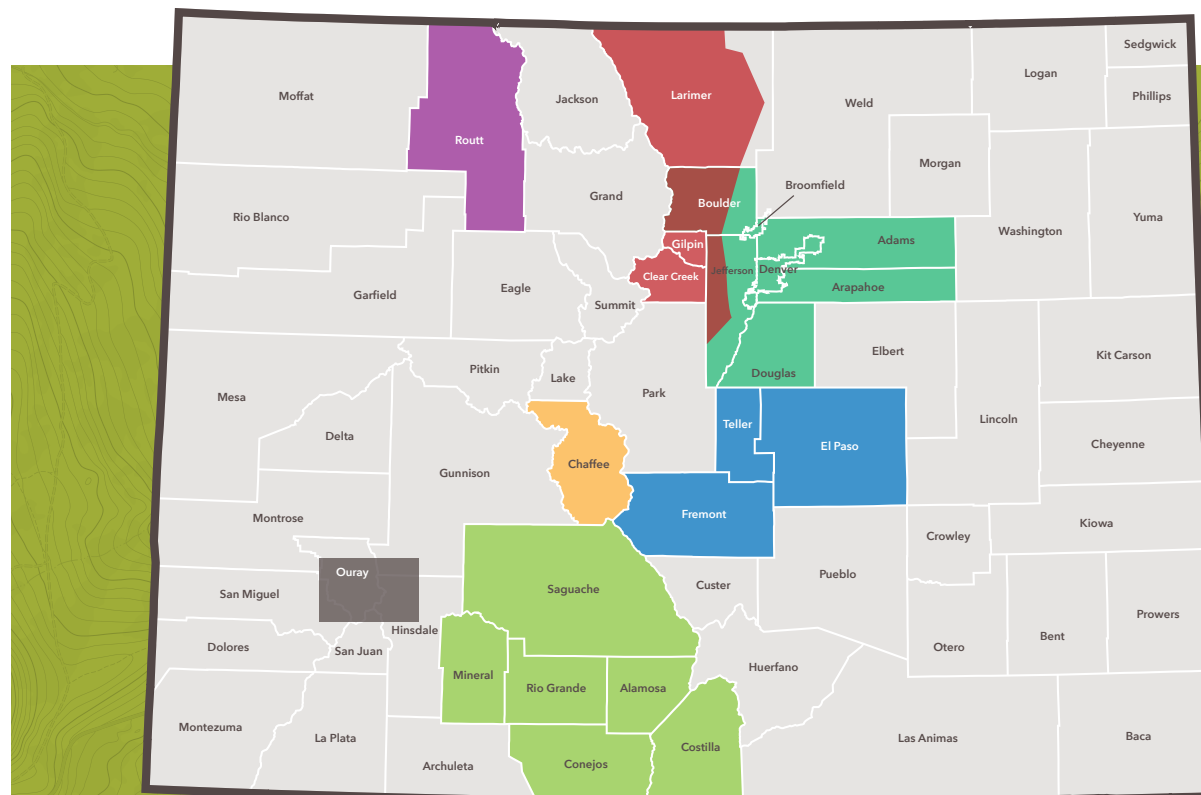 Sedgwick
Logan
Moffat
Larimer
Jackson
Weld
Phillips
Routt
Morgan
Grand
Broomfield
Boulder
Rio Blanco
Yuma
Washington
Adams
Gilpin
Clear Creek
Jefferson
Denver
Eagle
Arapahoe
Garfield
Summit
Elbert
Kit Carson
Pitkin
Lake
Douglas
Park
Mesa
Lincoln
Teller
Delta
El Paso
Cheyenne
Chaffee
Gunnison
Fremont
Montrose
Kiowa
Crowley
Ouray
Pueblo
Custer
Saguache
San Miguel
Prowers
Hinsdale
Bent
Dolores
San Juan
Otero
Huerfano
Mineral
Rio Grande
Alamosa
Montezuma
La Plata
Las Animas
Baca
Costilla
Archuleta
Conejos